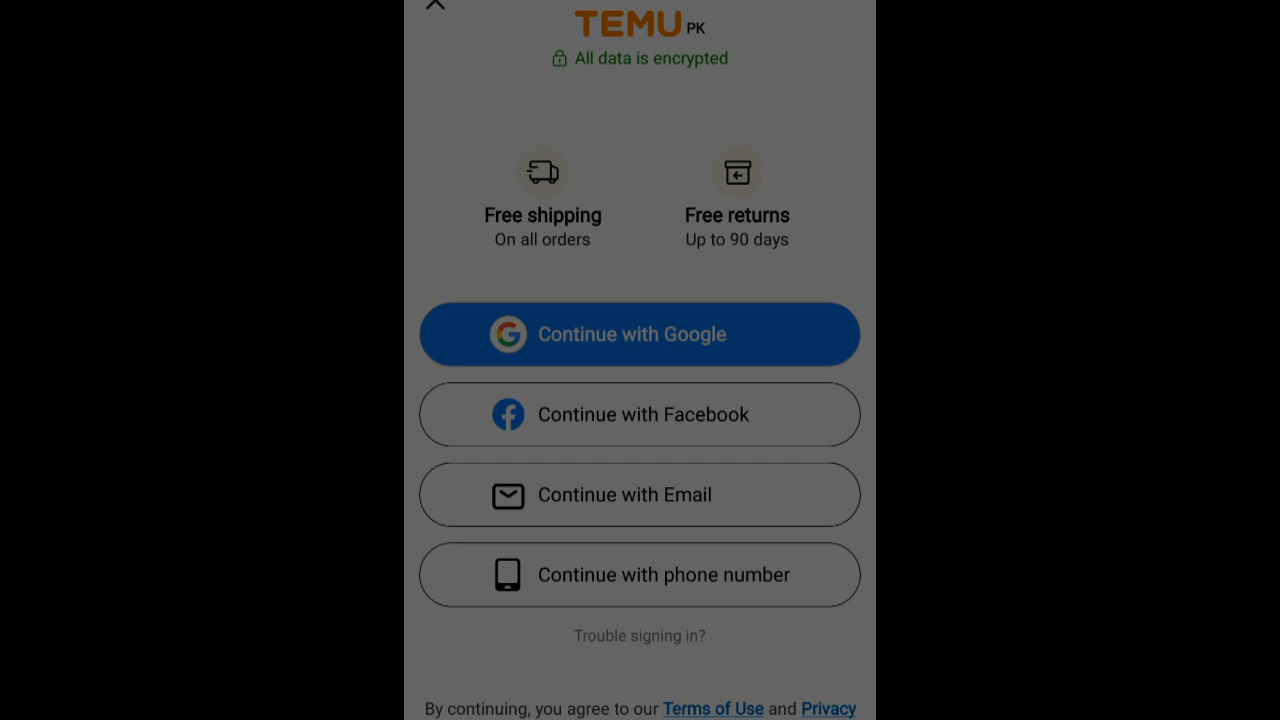 TEMU PK
All data is encrypted
Free shipping
On all orders
Free returns
Up to 90 days
Continue with Google
Continue with Facebook
Continue with Email
Continue with phone number
Trouble signing in?
By continuing, you agree to our Terms of Use and Privacy